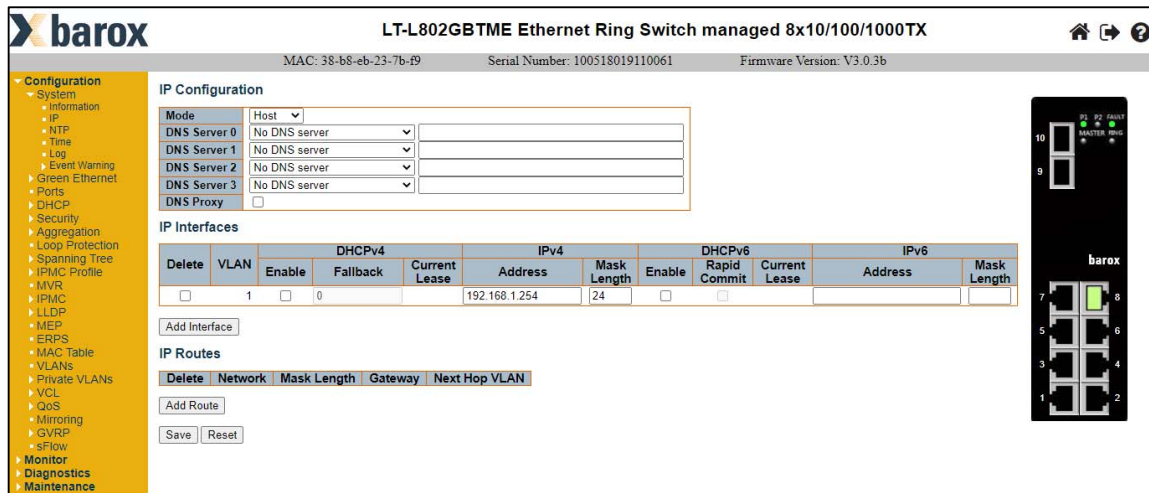 barox
LT-L802GBTME Ethernet Ring Switch managed 8x10/100/1000TX
MAC: 38-b8-eb-23-7b-f9 Serial Number: 100518019110061 Firmware Version: V3.0.3b
Configuration
System
Information
IP
NTP
Time
Log
Event Warning
Green Ethernet
Ports
DHCP
Security
Aggregation
Loop Protection
Spanning Tree
IPMC Profile
MVR
IPMC
LLDP
MEP
ERPS
MAC Table
VLANs
Private VLANs
VCL
QoS
Mirroring
GVRP
sFlow
Monitor
Diagnostics
Maintenance
IP Configuration
Mode Host
DNS Server 0 No DNS server
DNS Server 1 No DNS server
DNS Server 2 No DNS server
DNS Server 3 No DNS server
DNS Proxy
IP Interfaces
Delete VLAN DHCPv4 IPv4 DHCPv6 IPv6
Enable Fallback Current Lease Address Mask Length Enable Rapid Commit Current Lease Address Mask Length
1 0 192.168.1.254 24
Add Interface
IP Routes
Delete Network Mask Length Gateway Next Hop VLAN
Add Route
Save Reset
P1 P2 FAULT
MASTER RING
10
9
barox
7 8
5 6
3 4
1 2